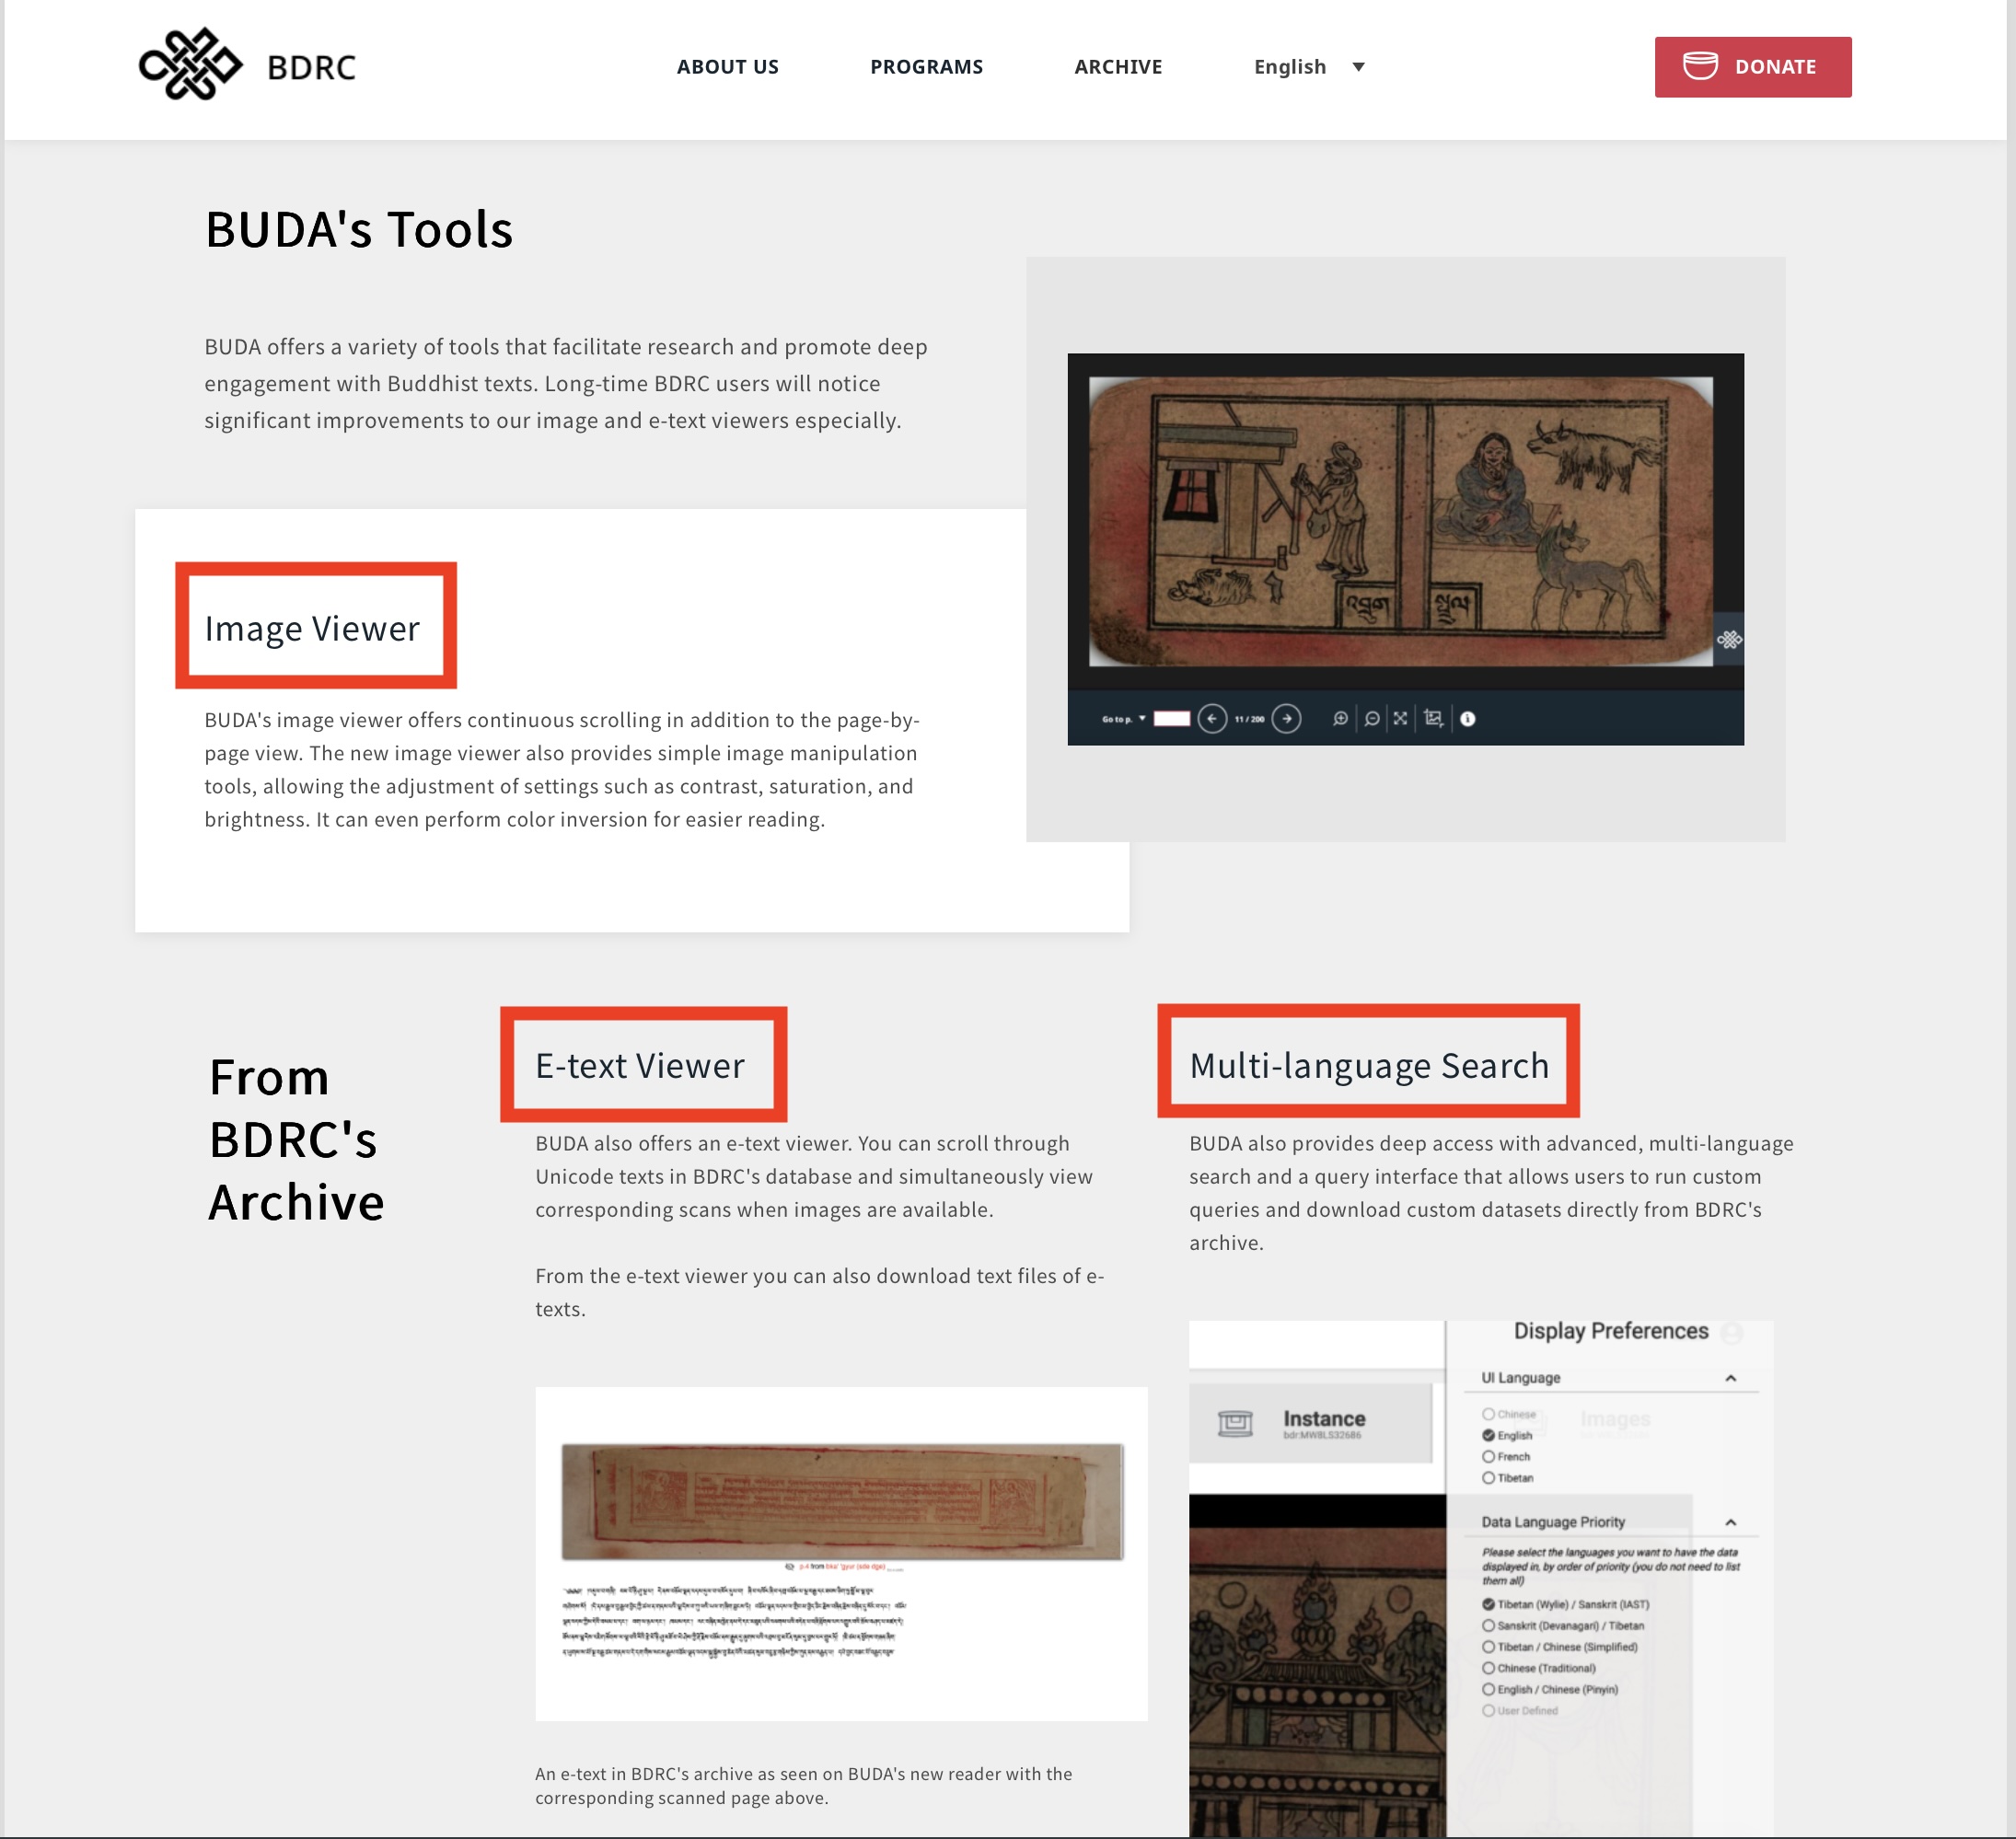 BDRC
ABOUT US
PROGRAMS
ARCHIVE
English
DONATE
BUDA's Tools
BUDA offers a variety of tools that facilitate research and promote deep
engagement with Buddhist texts. Long-time BDRC users will notice
significant improvements to our image and e-text viewers especially.
Go to p.
11 / 200
Image Viewer
BUDA's image viewer offers continuous scrolling in addition to the page-by-
page view. The new image viewer also provides simple image manipulation
tools, allowing the adjustment of settings such as contrast, saturation, and
brightness. It can even perform color inversion for easier reading.
From
BDRC's
Archive
E-text Viewer
BUDA also offers an e-text viewer. You can scroll through
Unicode texts in BDRC's database and simultaneously view
corresponding scans when images are available.
From the e-text viewer you can also download text files of e-
texts.
p.4 from bka' 'gyur (sde dge)
An e-text in BDRC's archive as seen on BUDA's new reader with the
corresponding scanned page above.
Multi-language Search
BUDA also provides deep access with advanced, multi-language
search and a query interface that allows users to run custom
queries and download custom datasets directly from BDRC's
archive.
Instance
bdr:MW8LS32686
Images
Display Preferences
UI Language
Chinese
English
French
Tibetan
Data Language Priority
Please select the languages you want to have the data
displayed in, by order of priority (you do not need to list
them all)
Tibetan (Wylie) / Sanskrit (IAST)
Sanskrit (Devanagari) / Tibetan
Tibetan / Chinese (Simplified)
Chinese (Traditional)
English / Chinese (Pinyin)
User Defined